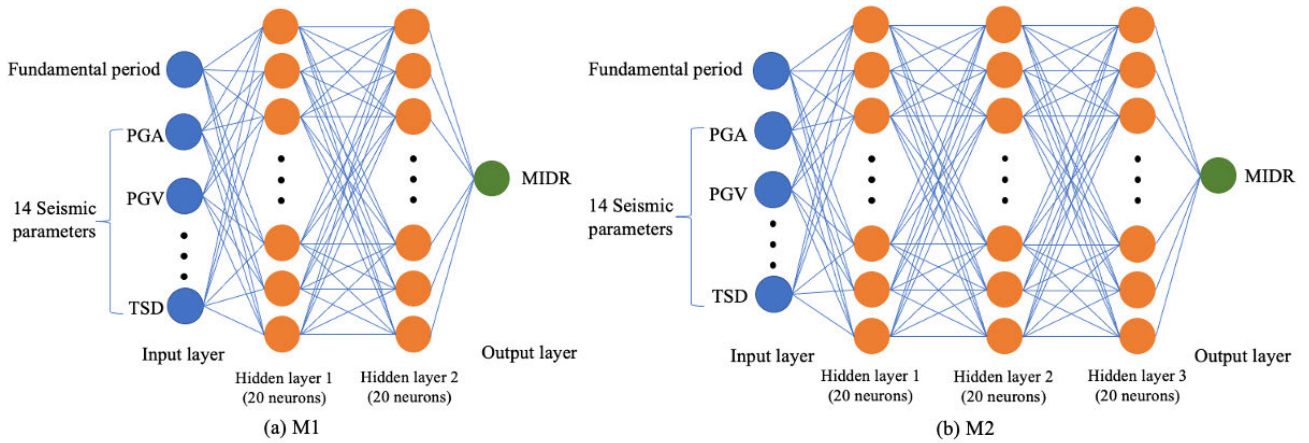 Fundamental period
PGA
14 Seismic
parameters
PGV
TSD
MIDR
Input layer
Output layer
Hidden layer 1
(20 neurons)
Hidden layer 2
(20 neurons)
(a) M1
Fundamental period
PGA
14 Seismic
parameters
PGV
TSD
MIDR
Input layer
Output layer
Hidden layer 1
(20 neurons)
Hidden layer 2
(20 neurons)
Hidden layer 3
(20 neurons)
(b) M2